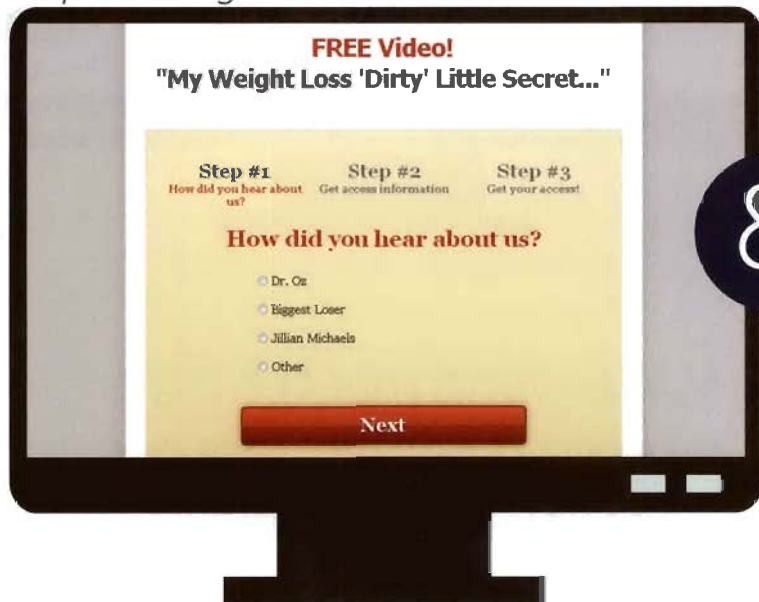 FREE Video!
"My Weight Loss 'Dirty' Little Secret..."
Step #1
How did you hear about
us?
Step #2
Get access information
Step #3
Get your access!
How did you hear about us?
Dr. Oz
Biggest Loser
Jillian Michaels
Other
Next
8